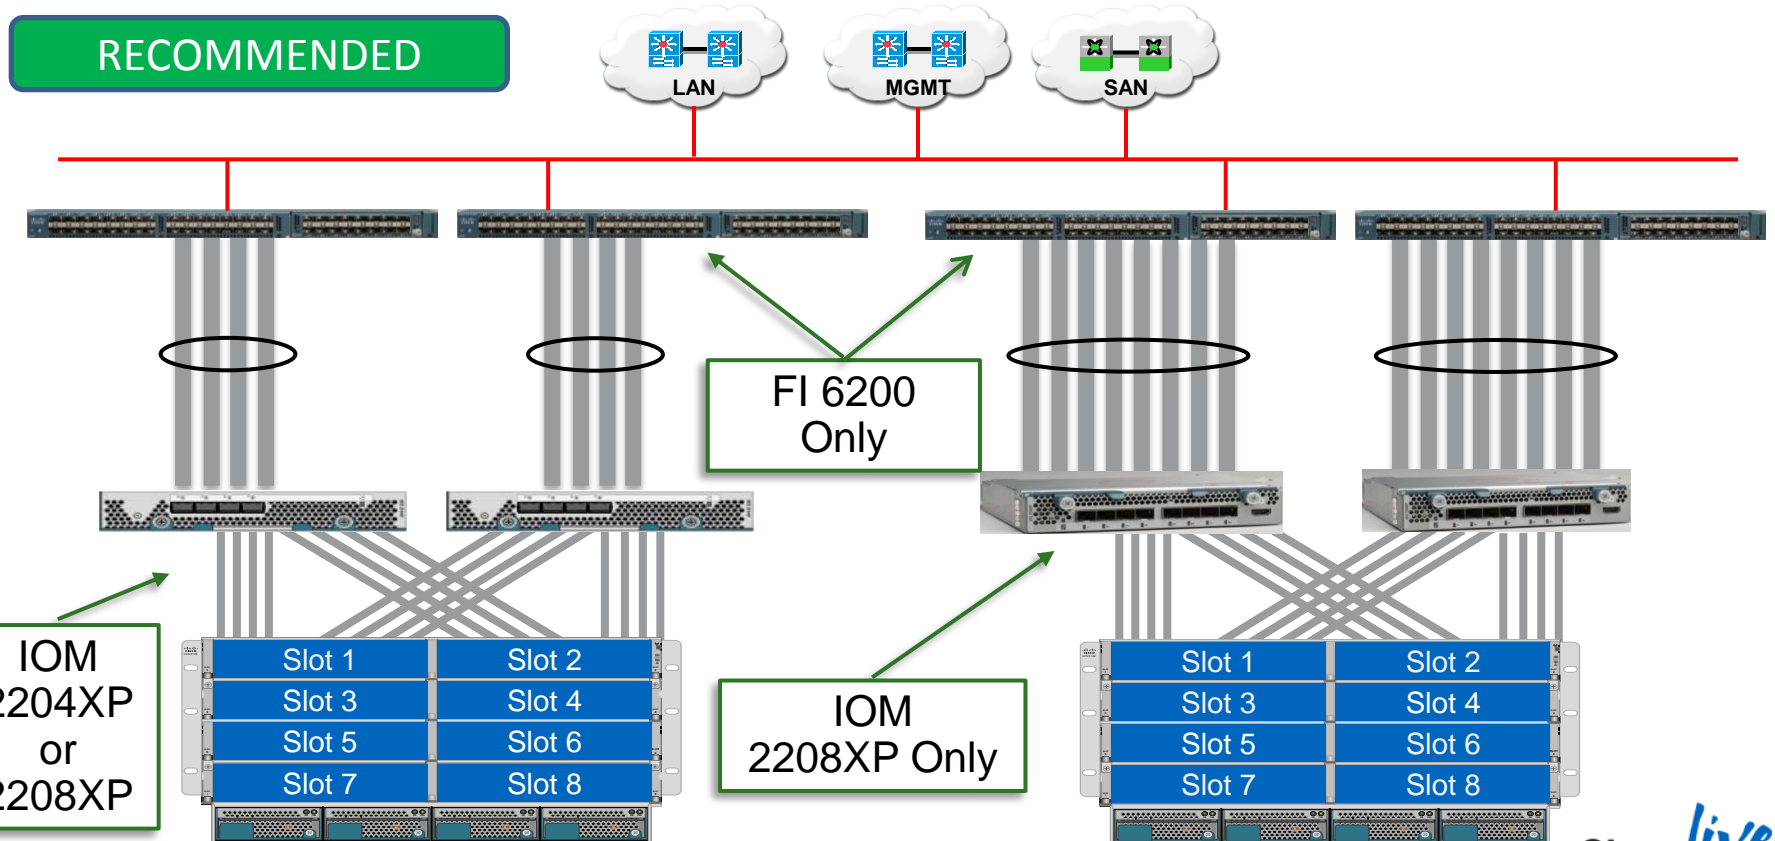 RECOMMENDED
LAN
MGMT
SAN
FI 6200
Only
IOM
2204XP
or
2208XP
IOM
2208XP Only
Slot 1
Slot 2
Slot 3
Slot 4
Slot 5
Slot 6
Slot 7
Slot 8
Slot 1
Slot 2
Slot 3
Slot 4
Slot 5
Slot 6
Slot 7
Slot 8
live